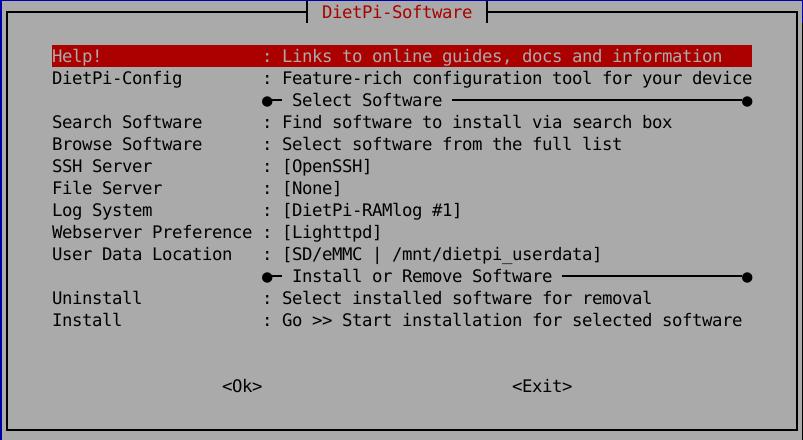 DietPi-Software
Help! : Links to online guides, docs and information
DietPi-Config : Feature-rich configuration tool for your device
Select Software
Search Software : Find software to install via search box
Browse Software : Select software from the full list
SSH Server : [OpenSSH]
File Server : [None]
Log System : [DietPi-RAMlog #1]
Webserver Preference : [Lighttpd]
User Data Location : [SD/eMMC | /mnt/dietpi_userdata]
Install or Remove Software
Uninstall : Select installed software for removal
Install : Go >> Start installation for selected software
<Ok> <Exit>